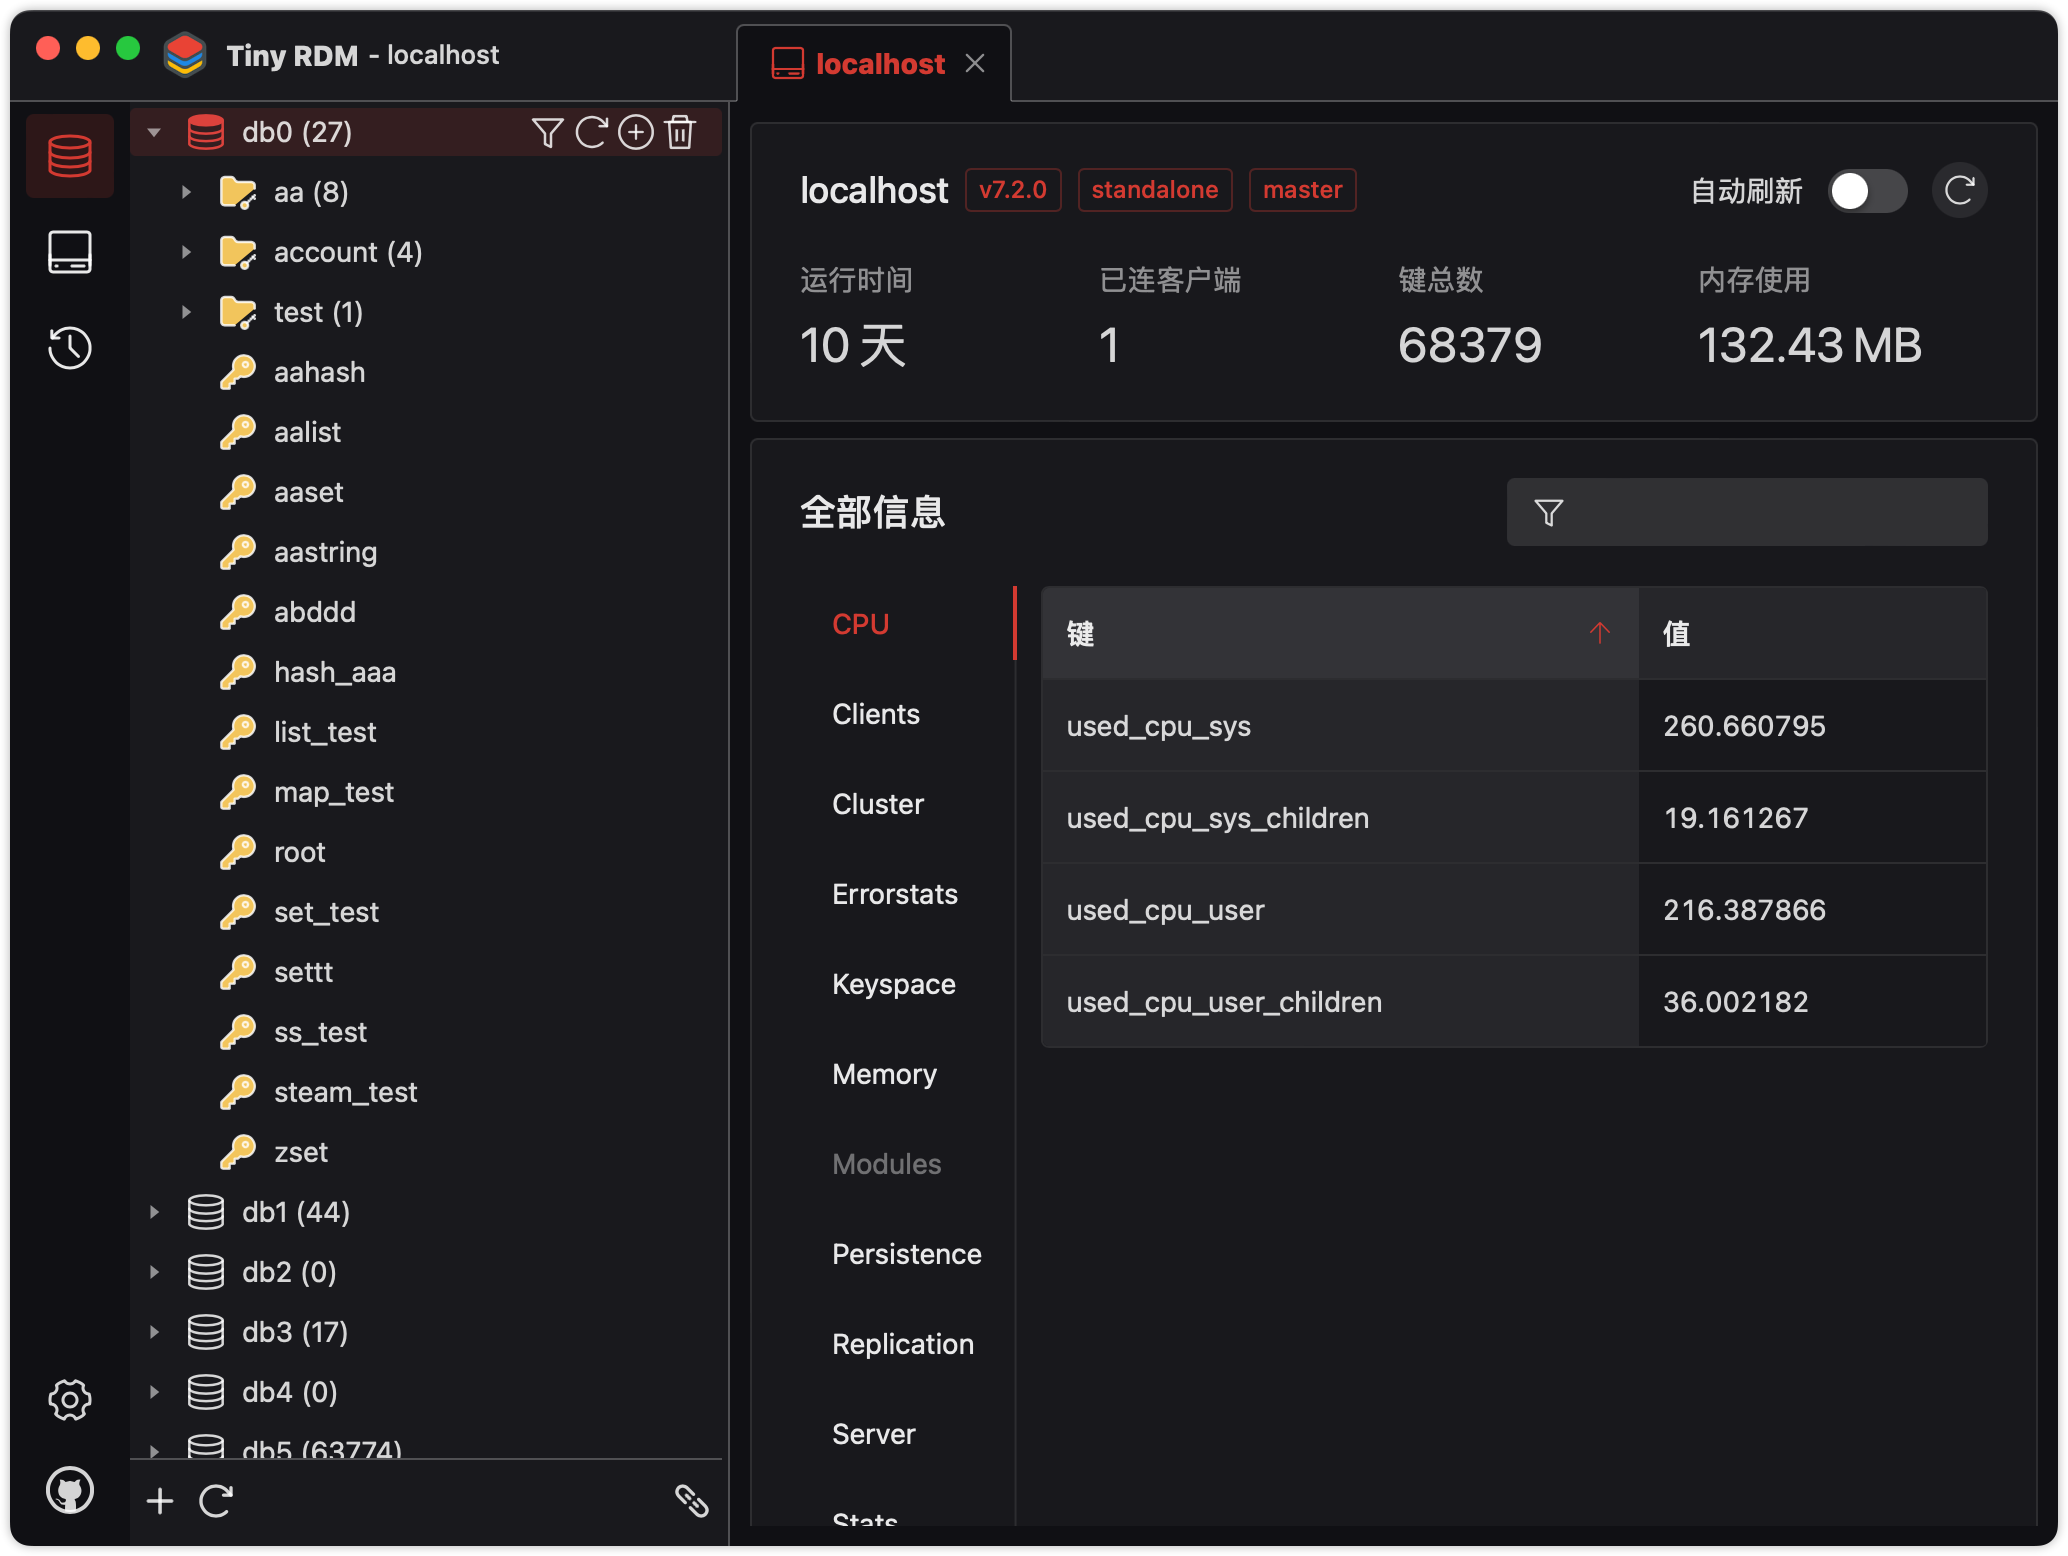 Tiny RDM - localhost
localhost
db0 (27)
aa (8)
account (4)
test (1)
aahash
aalist
aaset
aastring
abddd
hash_aaa
list_test
map_test
root
set_test
settt
ss_test
steam_test
zset
db1 (44)
db2 (0)
db3 (17)
db4 (0)
db5 (63774)
localhost v7.2.0 standalone master 自动刷新
运行时间 已连客户端 键总数 内存使用
10 天 1 68379 132.43 MB
全部信息
CPU
Clients
Cluster
Errorstats
Keyspace
Memory
Modules
Persistence
Replication
Server
Stats
键 值
used_cpu_sys 260.660795
used_cpu_sys_children 19.161267
used_cpu_user 216.387866
used_cpu_user_children 36.002182